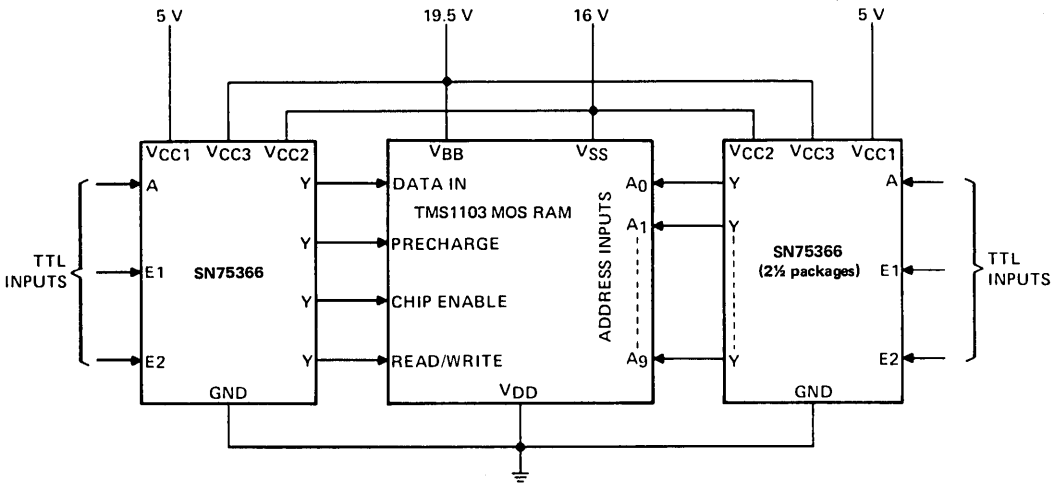 5 V 19.5 V 16 V 5 V
VCC1 VCC3 VCC2 VBB VSS VCC2 VCC3 VCC1
A Y DATA IN A0 Y A
TMS1103 MOS RAM
ADDRESS INPUTS
Y PRECHARGE A1 Y
TTL INPUTS E1 SN75366 SN75366 (2½ packages) E1 TTL INPUTS
Y CHIP ENABLE
E2 Y READ/WRITE A9 Y E2
GND VDD GND